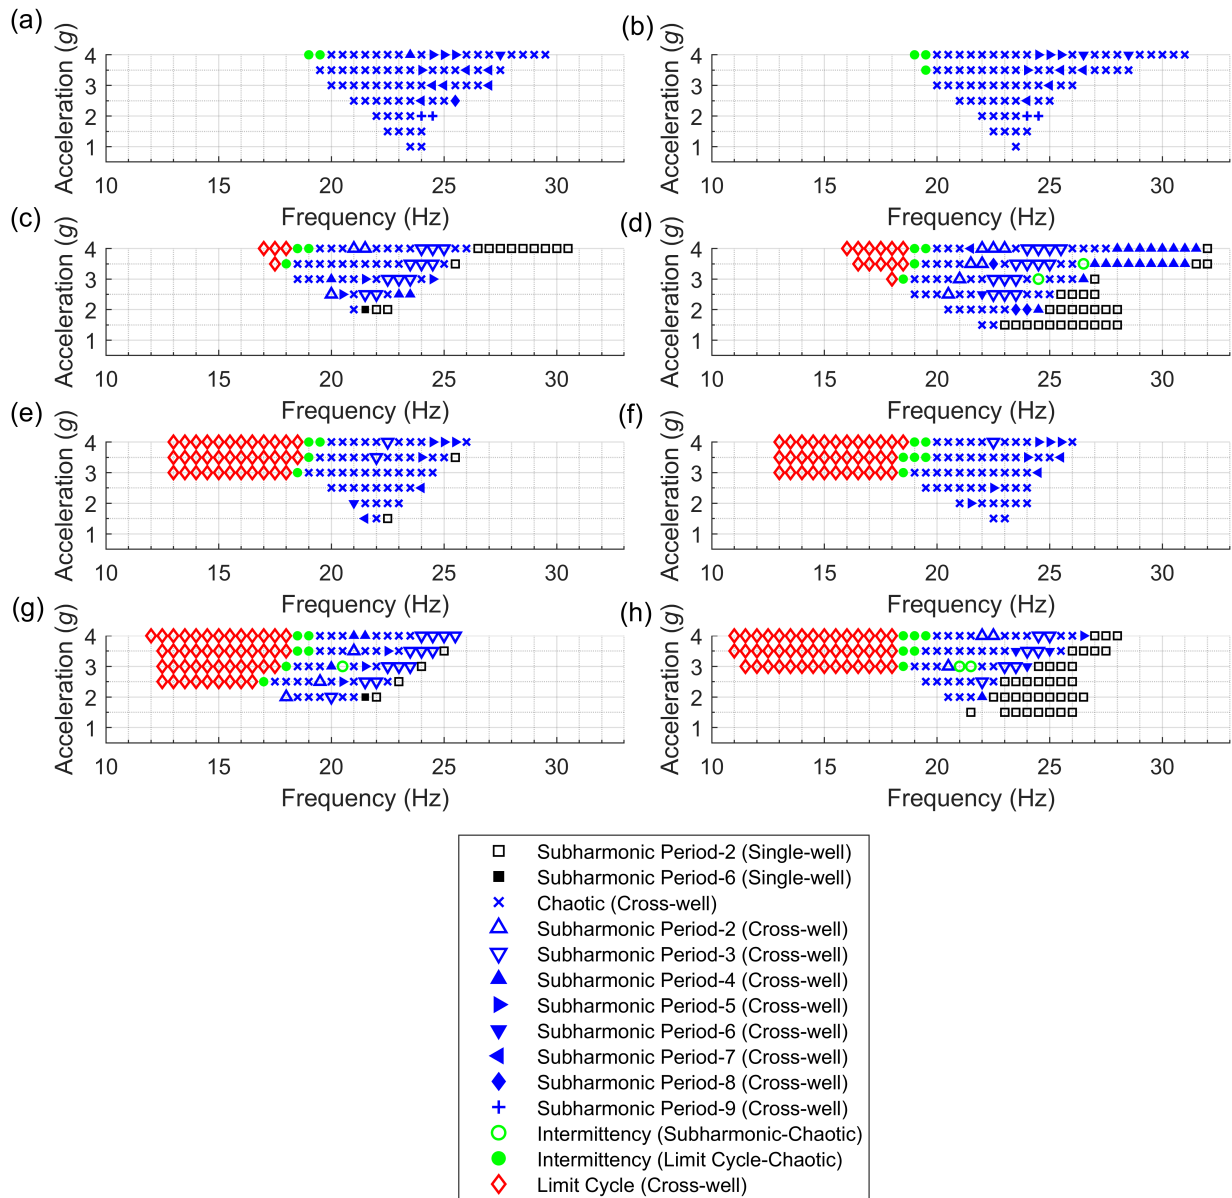 (a)
(b)
Acceleration (g)
4
3
2
1
10 15 20 25 30
Frequency (Hz)
Acceleration (g)
4
3
2
1
10 15 20 25 30
Frequency (Hz)
(c)
(d)
Acceleration (g)
4
3
2
1
10 15 20 25 30
Frequency (Hz)
Acceleration (g)
4
3
2
1
10 15 20 25 30
Frequency (Hz)
(e)
(f)
Acceleration (g)
4
3
2
1
10 15 20 25 30
Frequency (Hz)
Acceleration (g)
4
3
2
1
10 15 20 25 30
Frequency (Hz)
(g)
(h)
Acceleration (g)
4
3
2
1
10 15 20 25 30
Frequency (Hz)
Acceleration (g)
4
3
2
1
10 15 20 25 30
Frequency (Hz)
Subharmonic Period-2 (Single-well)
Subharmonic Period-6 (Single-well)
Chaotic (Cross-well)
Subharmonic Period-2 (Cross-well)
Subharmonic Period-3 (Cross-well)
Subharmonic Period-4 (Cross-well)
Subharmonic Period-5 (Cross-well)
Subharmonic Period-6 (Cross-well)
Subharmonic Period-7 (Cross-well)
Subharmonic Period-8 (Cross-well)
Subharmonic Period-9 (Cross-well)
Intermittency (Subharmonic-Chaotic)
Intermittency (Limit Cycle-Chaotic)
Limit Cycle (Cross-well)